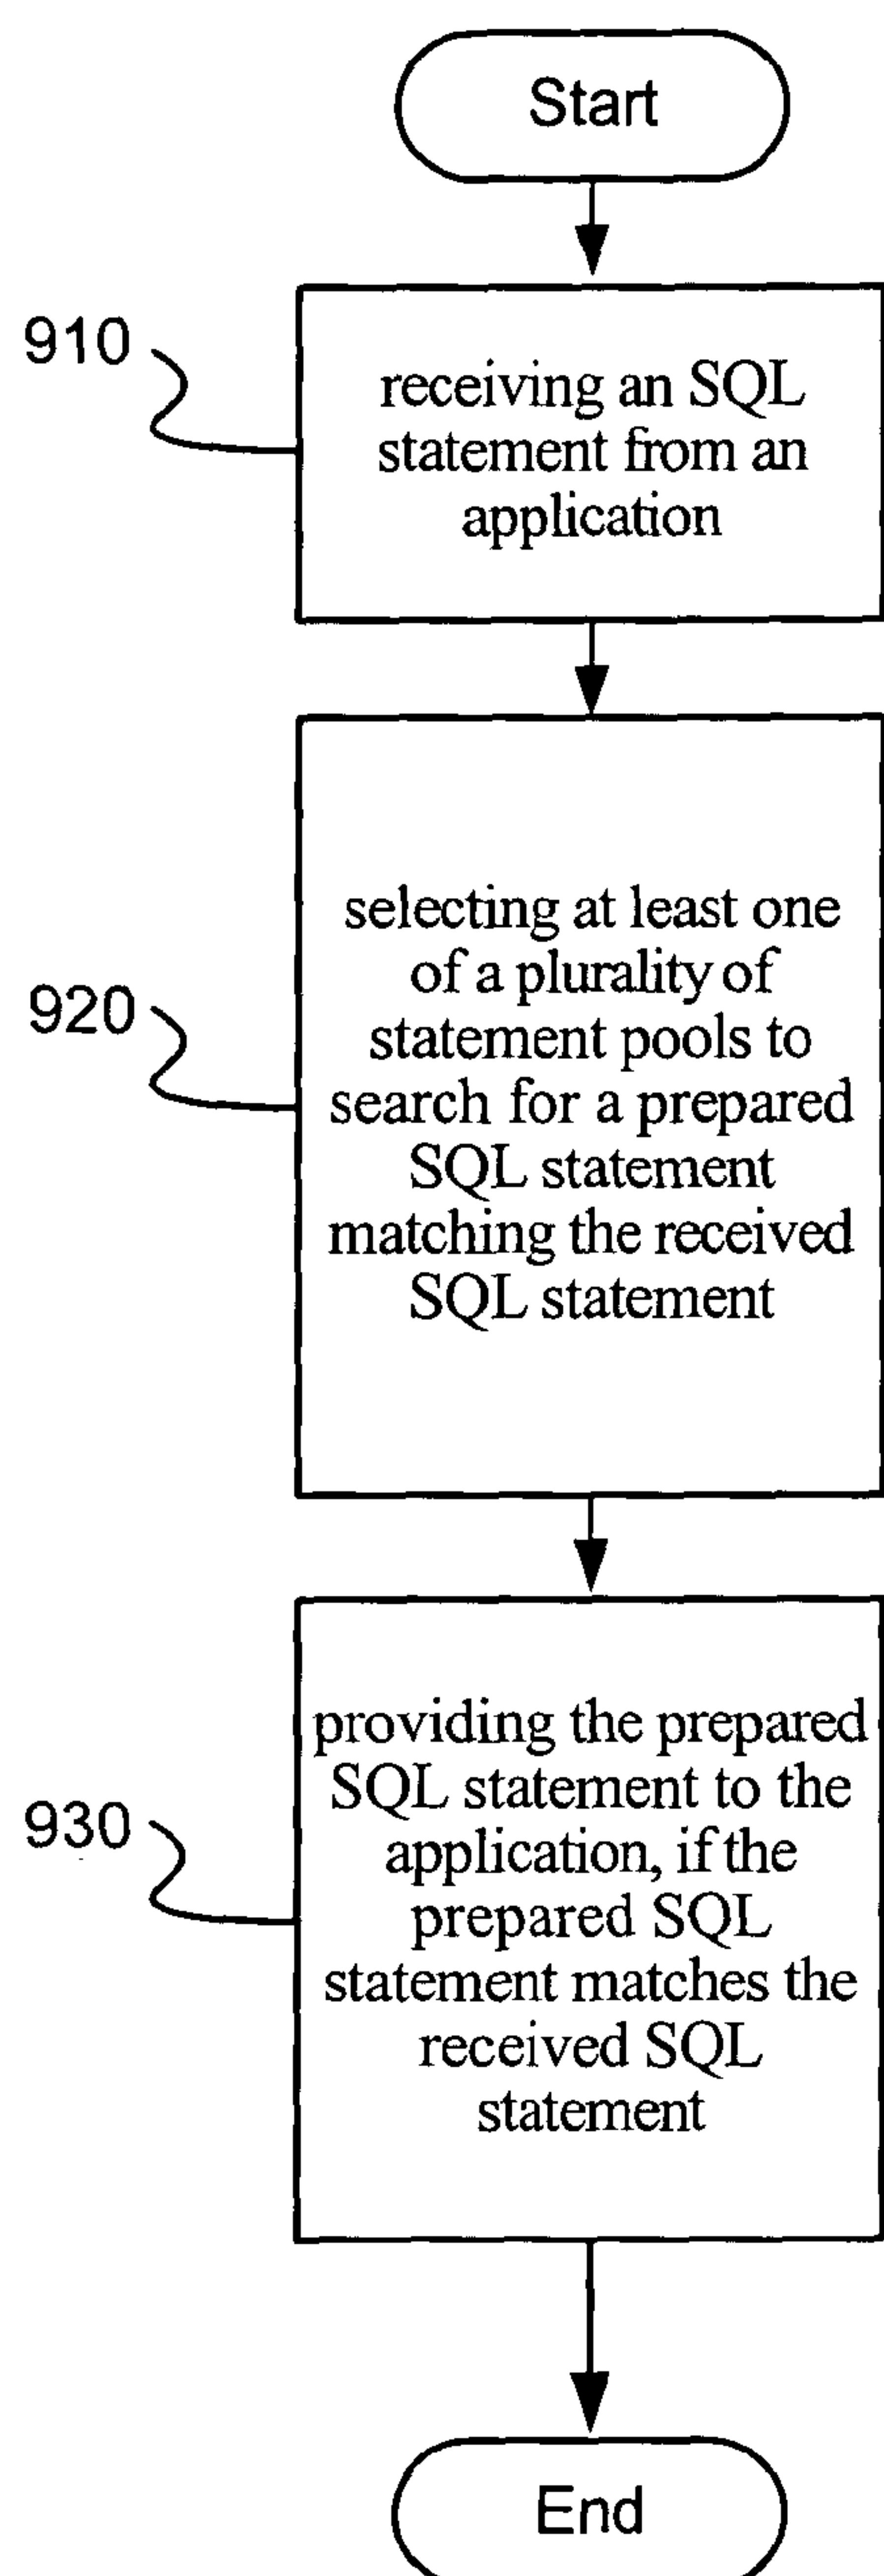 Start
910
receiving an SQL
statement from an
application
920
selecting at least one
of a plurality of
statement pools to
search for a prepared
SQL statement
matching the received
SQL statement
930
providing the prepared
SQL statement to the
application, if the
prepared SQL
statement matches the
received SQL
statement
End